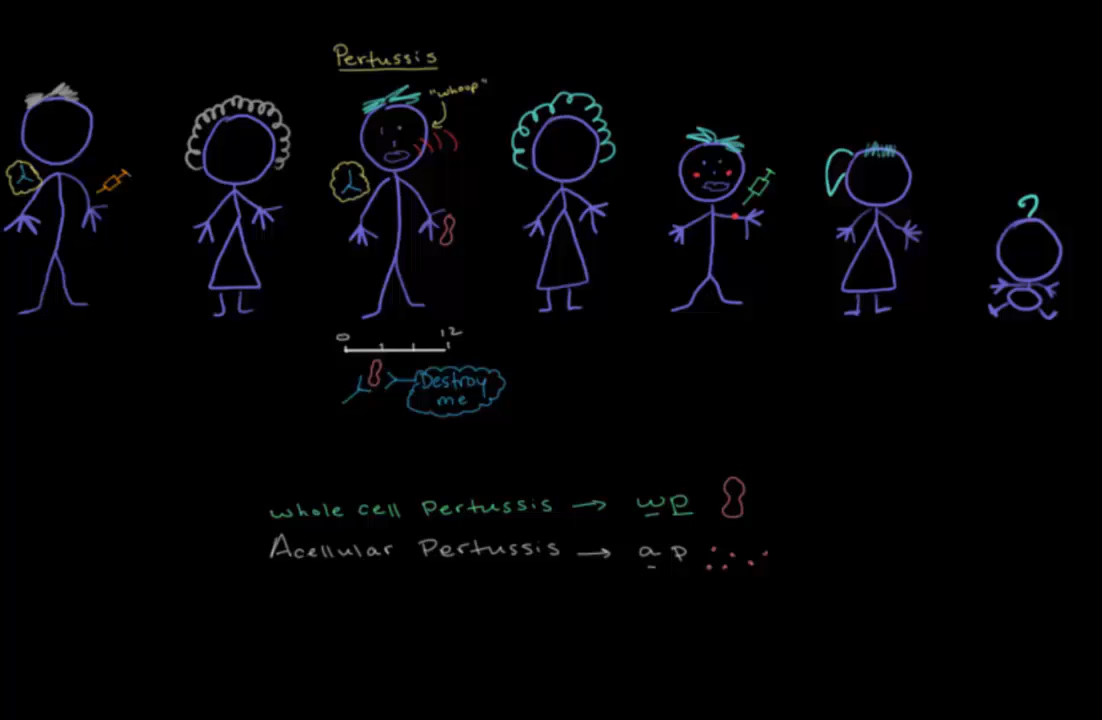 Pertussis
"whoop"
0 12
Destroy
me
whole cell Pertussis → wp
Acellular Pertussis → ap